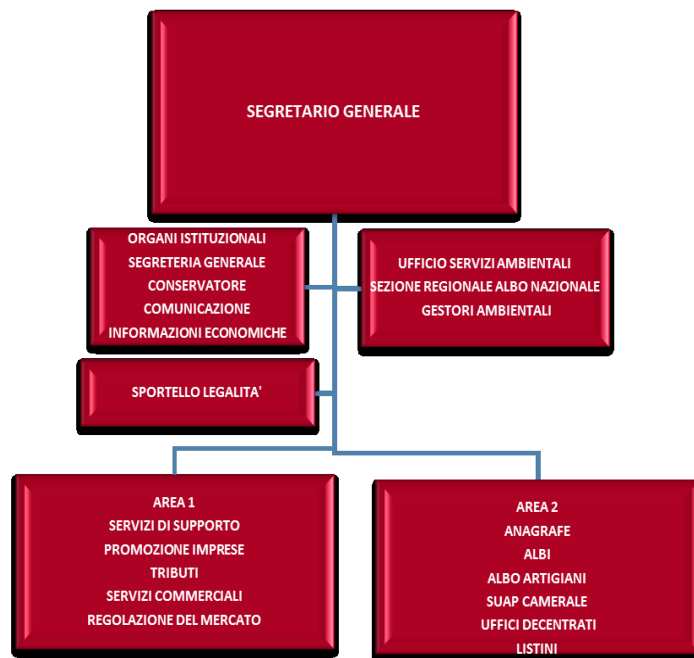 SEGRETARIO GENERALE
ORGANI ISTITUZIONALI
SEGRETERIA GENERALE
CONSERVATORE
COMUNICAZIONE
INFORMAZIONI ECONOMICHE
UFFICIO SERVIZI AMBIENTALI
SEZIONE REGIONALE ALBO NAZIONALE
GESTORI AMBIENTALI
SPORTELLO LEGALITA'
AREA 1
SERVIZI DI SUPPORTO
PROMOZIONE IMPRESE
TRIBUTI
SERVIZI COMMERCIALI
REGOLAZIONE DEL MERCATO
AREA 2
ANAGRAFE
ALBI
ALBO ARTIGIANI
SUAP CAMERALE
UFFICI DECENTRATI
LISTINI